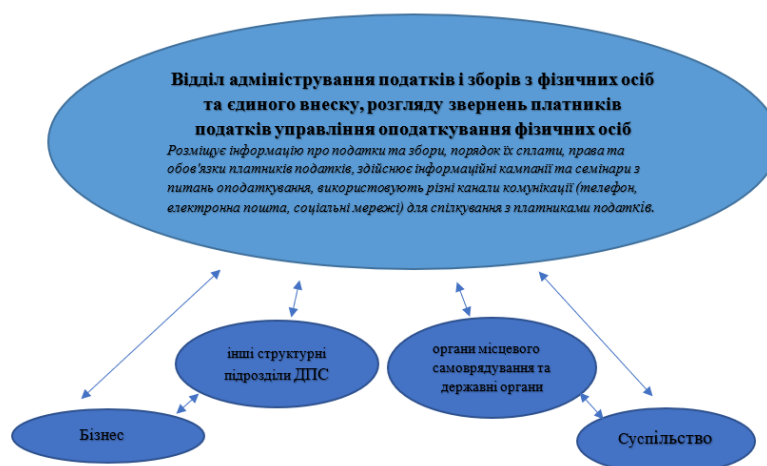 Відділ адміністрування податків і зборів з фізичних осіб
та єдиного внеску, розгляду звернень платників
податків управління оподаткування фізичних осіб
Розміщує інформацію про податки та збори, порядок їх сплати, права та
обов'язки платників податків, здійснює інформаційні кампанії та семінари з
питань оподаткування, використовують різні канали комунікації (телефон,
електронна пошта, соціальні мережі) для спілкування з платниками податків.
інші структурні
підрозділи ДПС
органи місцевого
самоврядування та
державні органи
Бізнес
Суспільство